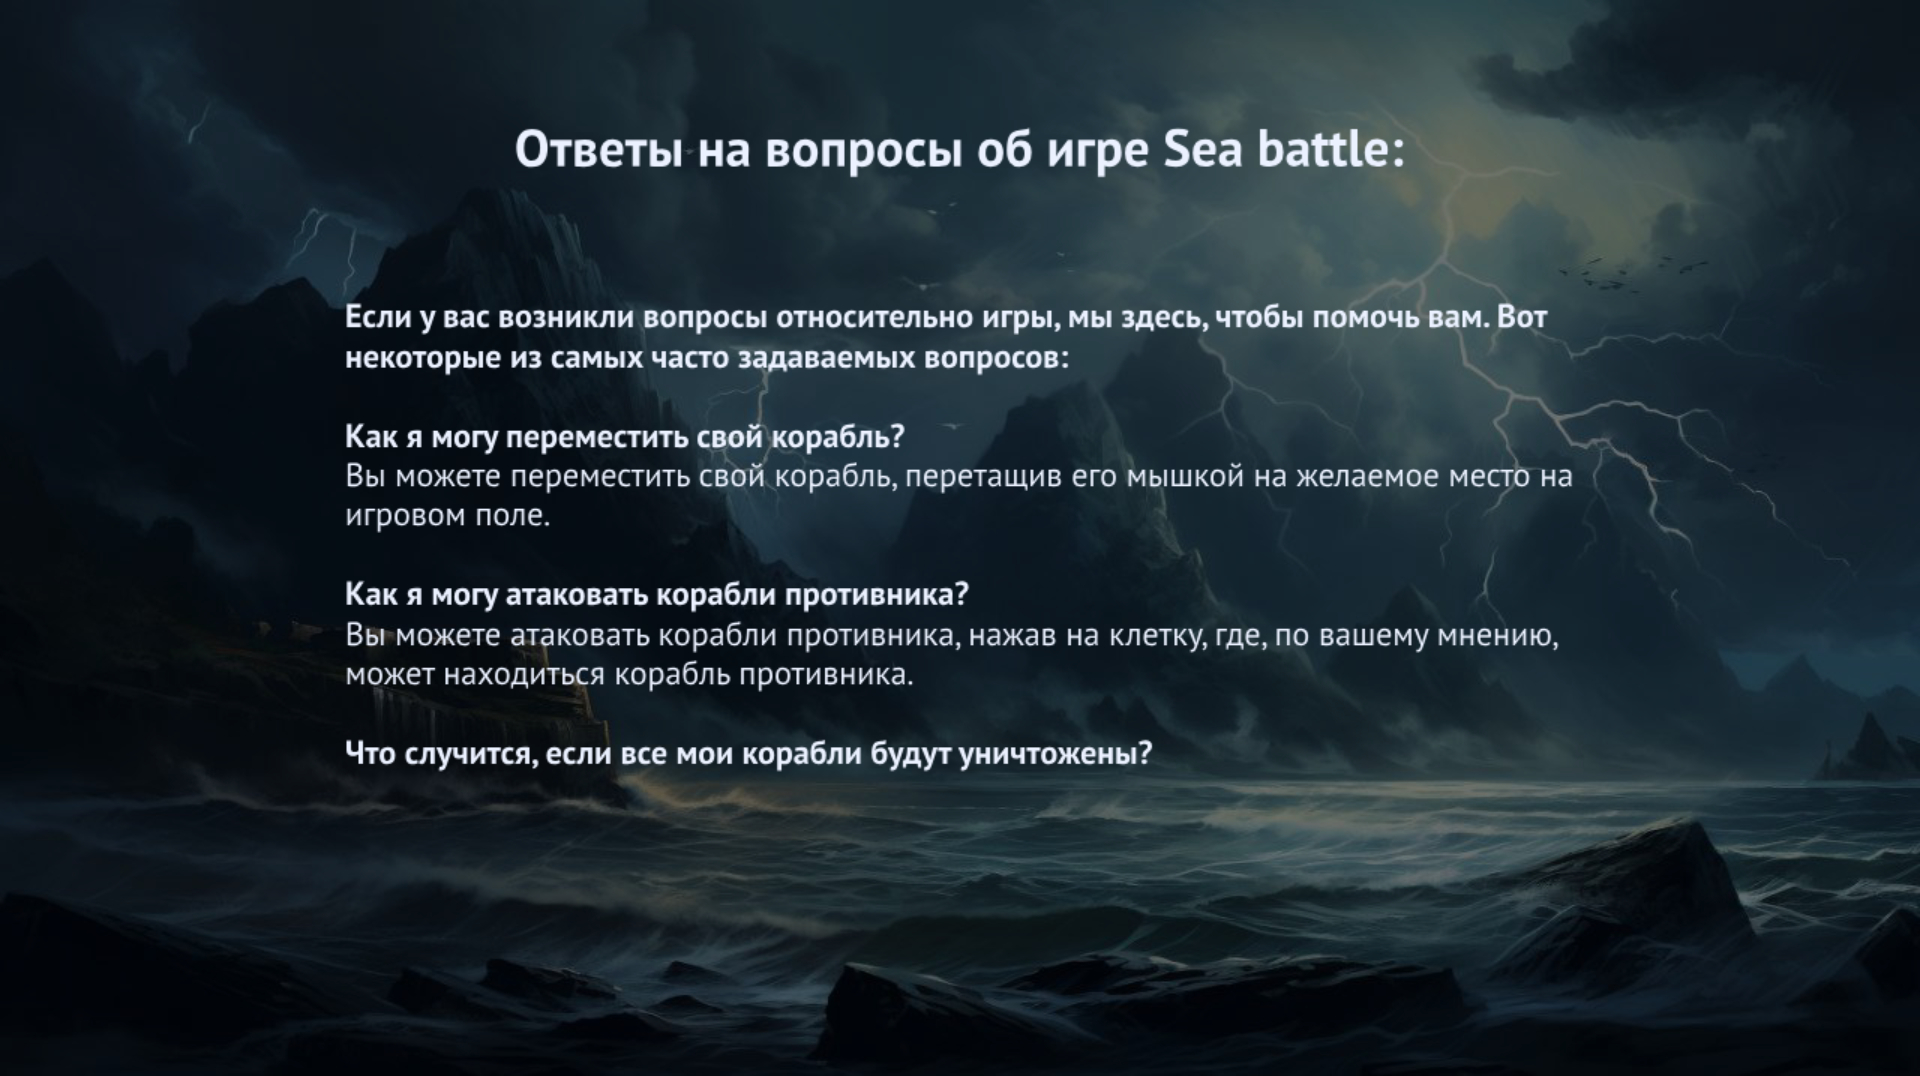 Ответы на вопросы об игре Sea battle:
Если у вас возникли вопросы относительно игры, мы здесь, чтобы помочь вам. Вот
некоторые из самых часто задаваемых вопросов:
Как я могу переместить свой корабль?
Вы можете переместить свой корабль, перетащив его мышкой на желаемое место на
игровом поле.
Как я могу атаковать корабли противника?
Вы можете атаковать корабли противника, нажав на клетку, где, по вашему мнению,
может находиться корабль противника.
Что случится, если все мои корабли будут уничтожены?